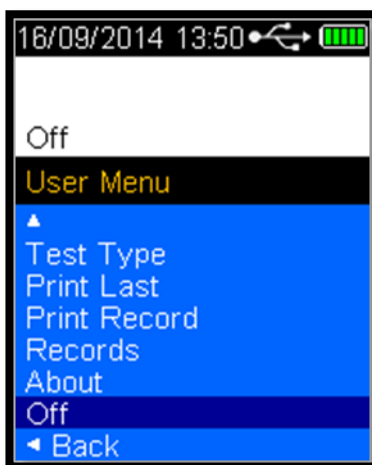 16/09/2014 13:50
Off
User Menu
Test Type
Print Last
Print Record
Records
About
Off
Back